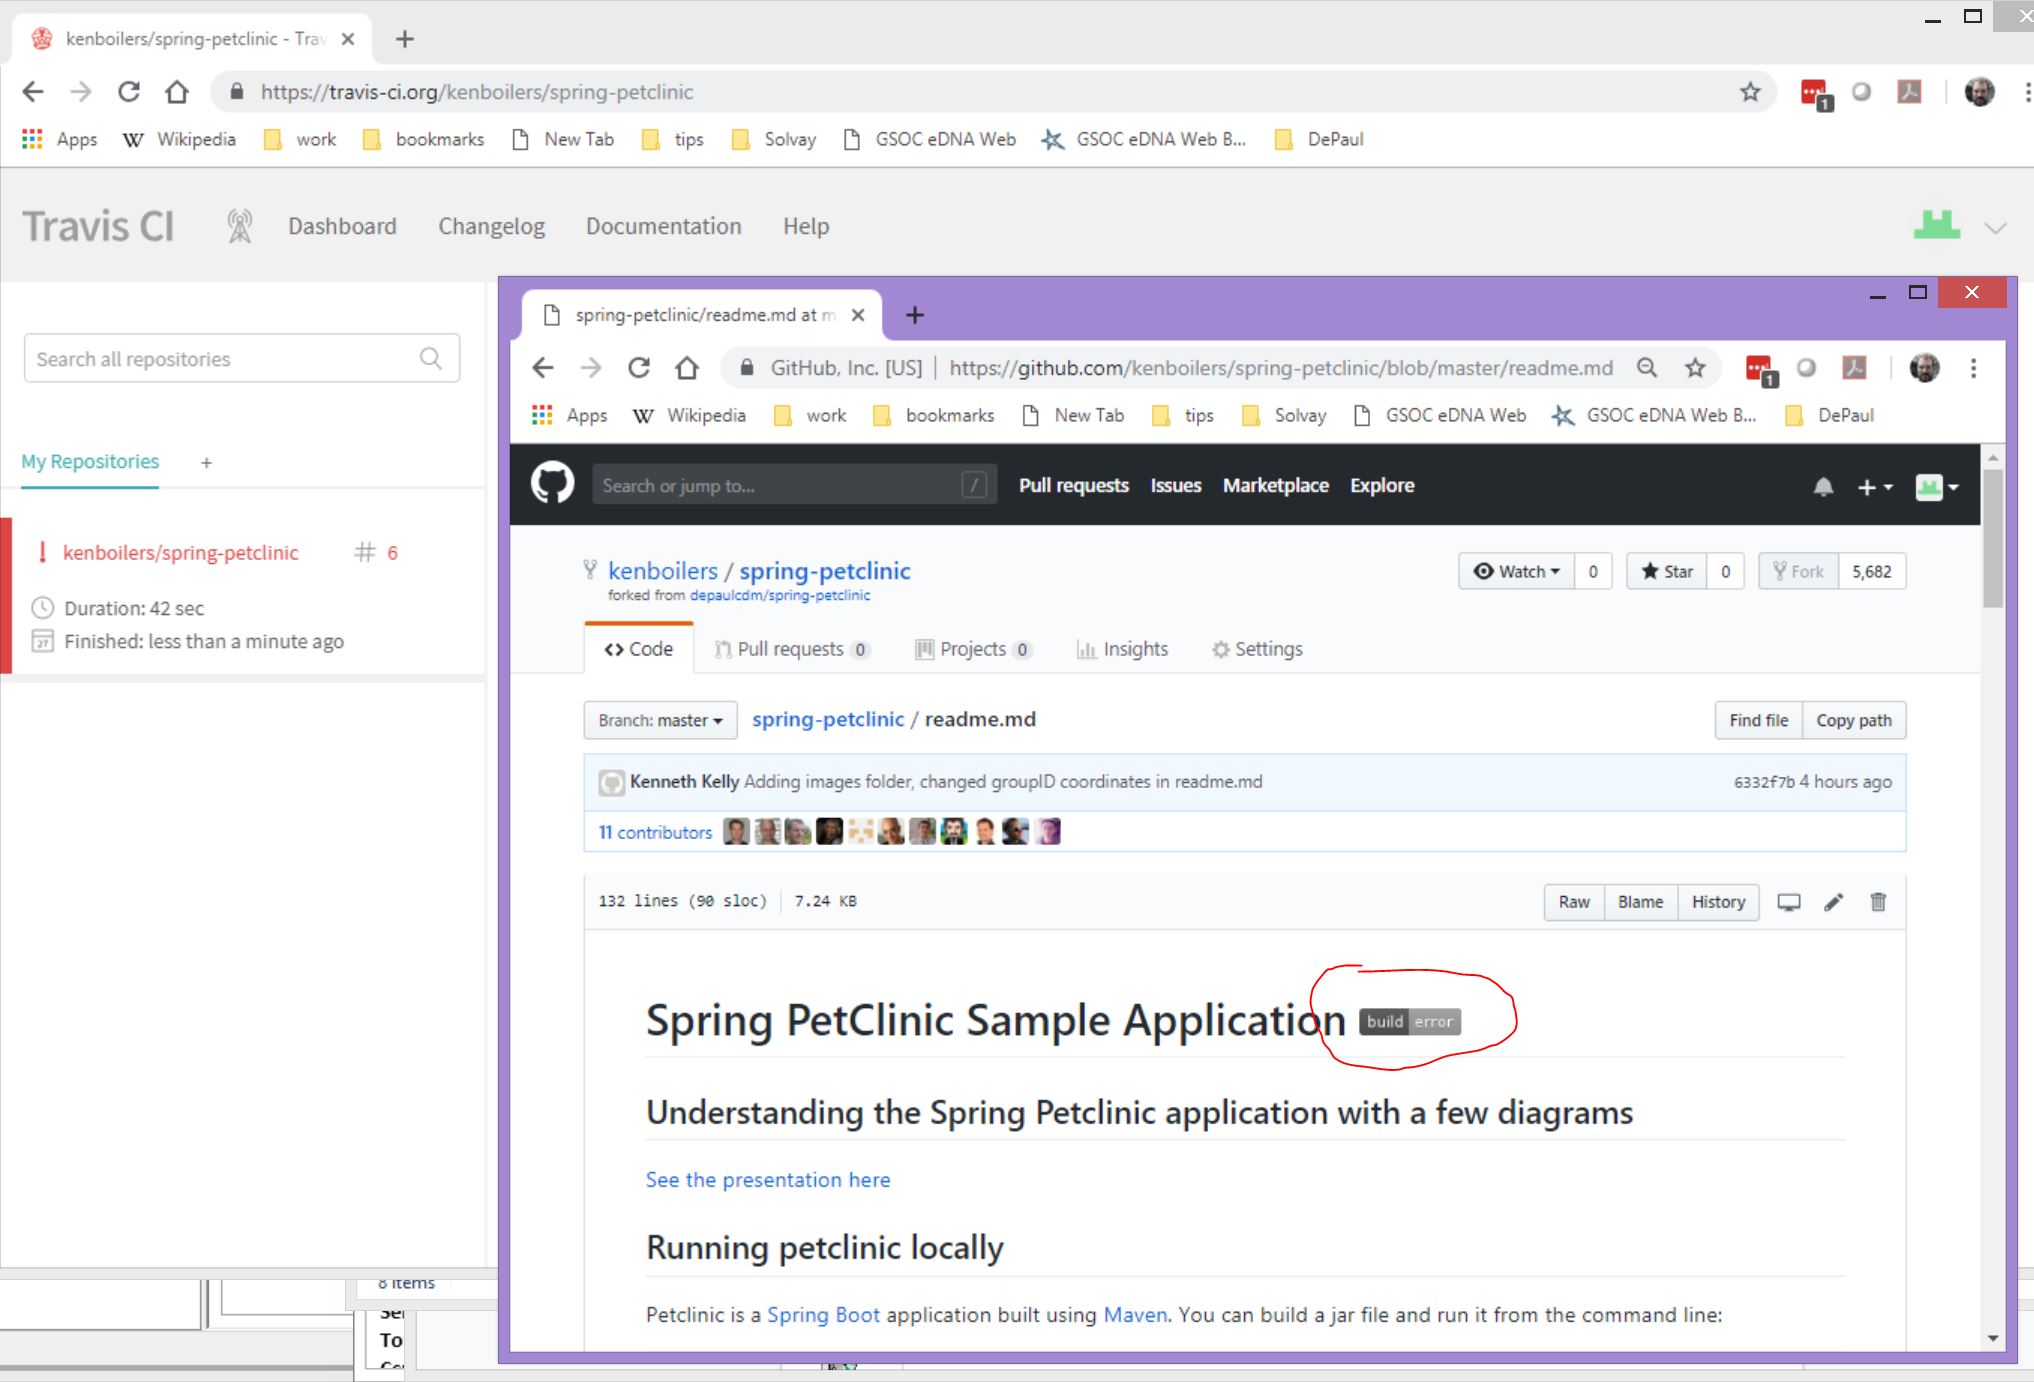 kenboilers/spring-petclinic - Trav
https://travis-ci.org/kenboilers/spring-petclinic
1
Apps Wikipedia work bookmarks New Tab tips Solvay GSOC eDNA Web GSOC eDNA Web B... DePaul
Travis CI Dashboard Changelog Documentation Help
Search all repositories
My Repositories +
! kenboilers/spring-petclinic # 6
Duration: 42 sec
27 Finished: less than a minute ago
spring-petclinic/readme.md at m
GitHub, Inc. [US] | https://github.com/kenboilers/spring-petclinic/blob/master/readme.md
1
Apps Wikipedia work bookmarks New Tab tips Solvay GSOC eDNA Web GSOC eDNA Web B... DePaul
Search or jump to... / Pull requests Issues Marketplace Explore
kenboilers / spring-petclinic Watch 0 Star 0 Fork 5,682
forked from depaulcdm/spring-petclinic
<> Code Pull requests 0 Projects 0 Insights Settings
Branch: master spring-petclinic / readme.md Find file Copy path
Kenneth Kelly Adding images folder, changed groupID coordinates in readme.md 6332f7b 4 hours ago
11 contributors
132 lines (90 sloc) 7.24 KB Raw Blame History
Spring PetClinic Sample Application build error
Understanding the Spring Petclinic application with a few diagrams
See the presentation here
Running petclinic locally
Petclinic is a Spring Boot application built using Maven. You can build a jar file and run it from the command line:
8 items
To